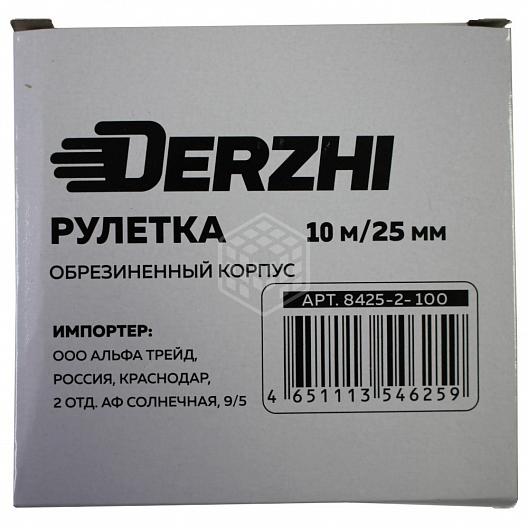 DERZHI
РУЛЕТКА 10 м/25 мм
ОБРЕЗИНЕННЫЙ КОРПУС
АРТ. 8425-2-100
ИМПОРТЕР:
ООО АЛЬФА ТРЕЙД,
РОССИЯ, КРАСНОДАР,
2 ОТД. АФ СОЛНЕЧНАЯ, 9/5
4 651113 546259